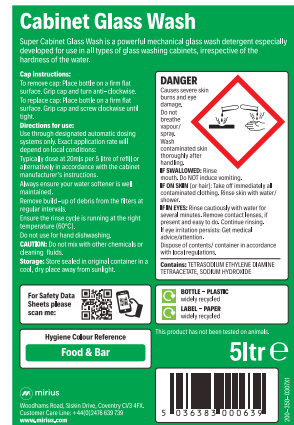 Cabinet Glass Wash
Super Cabinet Glass Wash is a powerful mechanical glass wash detergent especially
developed for use in all types of glass washing cabinets, irrespective of the
hardness of the water.
Cap instructions:
To remove cap: Place bottle on a firm flat
surface. Grip cap and turn anti-clockwise.
To replace cap: Place bottle on a firm flat
surface. Grip cap and screw clockwise until
tight.
Directions for use:
Use through designated automatic dosing
systems only. Exact application rate will
depend on local conditions:
Typically dose at 20mls per 5 litre of refill or
alternatively in accordance with the cabinet
manufacturer's instructions.
Always ensure your water softener is well
maintained.
Remove build-up of debris from the filters at
regular intervals.
Ensure the rinse cycle is running at the right
temperature (60°C).
Do not use for hand dishwashing.
CAUTION: Do not mix with other chemicals or
cleaning fluids.
Storage: Store sealed in original container in a
cool, dry place away from sunlight.
DANGER
Causes severe skin
burns and eye
damage.
Do not
breathe
vapour/
spray.
Wash
contaminated skin
thoroughly after
handling.
IF SWALLOWED: Rinse
mouth. Do NOT induce vomiting.
IF ON SKIN (or hair): Take off immediately all
contaminated clothing. Rinse skin with water/
shower.
IF IN EYES: Rinse cautiously with water for
several minutes. Remove contact lenses, if
present and easy to do. Continue rinsing.
If eye irritation persists: Get medical
advice/attention.
Dispose of contents/ container in accordance
with local regulations.
Contains: TETRASODIUM ETHYLENE DIAMINE
TETRAACETATE, SODIUM HYDROXIDE
For Safety Data
Sheets please
scan me:
BOTTLE - PLASTIC
widely recycled
LABEL - PAPER
widely recycled
This product has not been tested on animals.
Hygiene Colour Reference
Food & Bar
5ltr e
mirius
Woodhams Road, Siskin Drive, Coventry CV3 4FX.
Customer Care Line: +44(0)2476 639 739
www.mirius.com
5 036383 000639